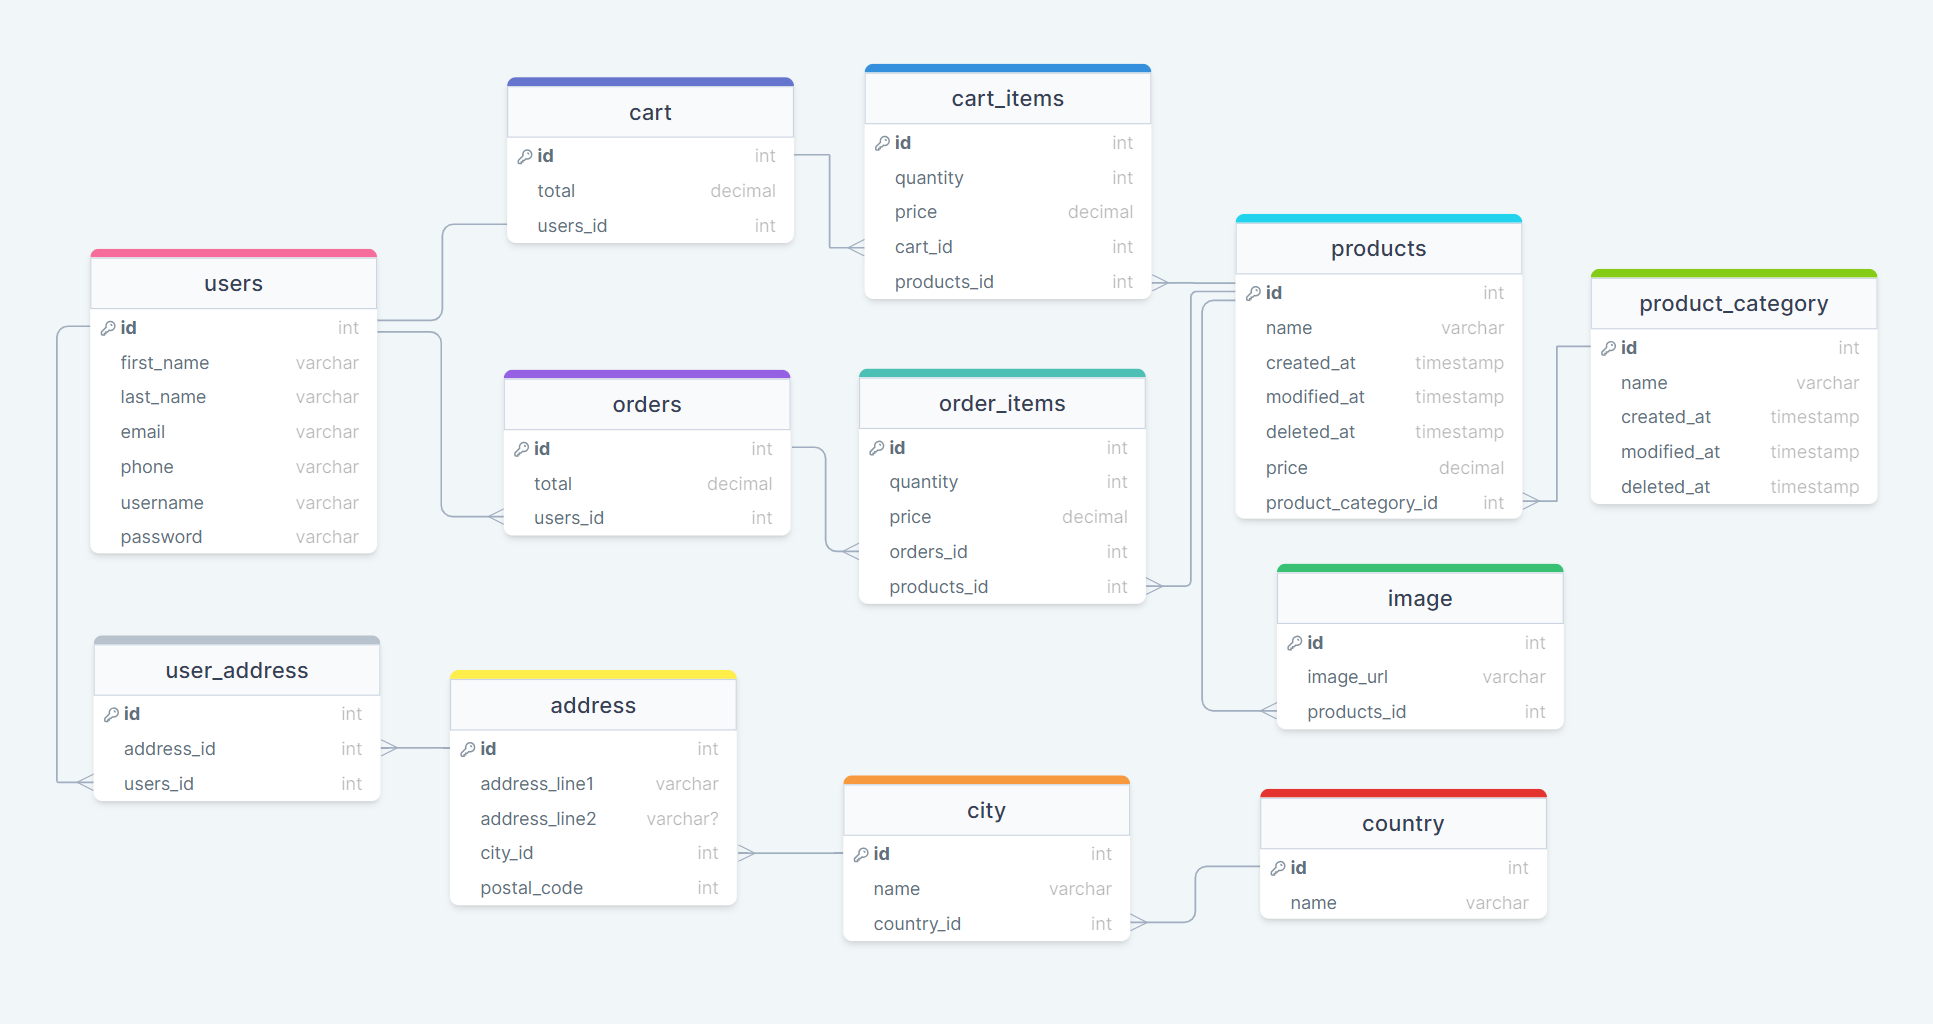 cart
id int
total decimal
users_id int
cart_items
id int
quantity int
price decimal
cart_id int
products_id int
users
id int
first_name varchar
last_name varchar
email varchar
phone varchar
username varchar
password varchar
orders
id int
total decimal
users_id int
order_items
id int
quantity int
price decimal
orders_id int
products_id int
products
id int
name varchar
created_at timestamp
modified_at timestamp
deleted_at timestamp
price decimal
product_category_id int
product_category
id int
name varchar
created_at timestamp
modified_at timestamp
deleted_at timestamp
image
id int
image_url varchar
products_id int
user_address
id int
address_id int
users_id int
address
id int
address_line1 varchar
address_line2 varchar?
city_id int
postal_code int
city
id int
name varchar
country_id int
country
id int
name varchar